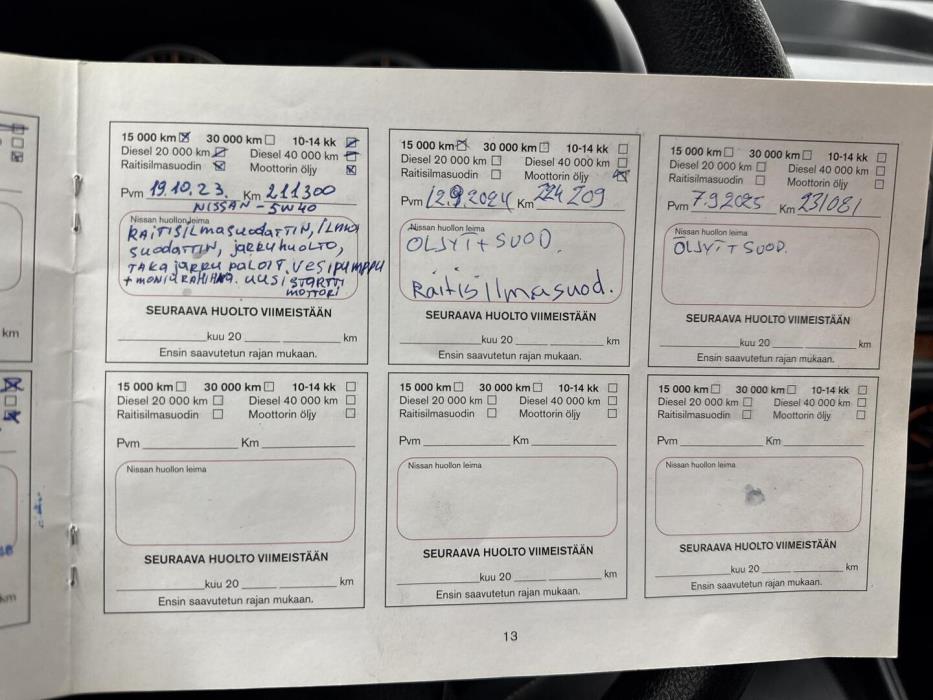 km
km
15 000 km 30 000 km 10-14 kk
Diesel 20 000 km Diesel 40 000 km
Raitisilmasuodin Moottorin öljy
Pvm 19.10.23. Km 211300
NISSAN - 5W40
Nissan huollon leima
RAITISILMASUODATTIN, ILMA
SUODATTIN, jarruhuolto,
TAKA jarru palat. Vesipumppu
+ moniurahihna. uusi STARTTI
MOTTORI
SEURAAVA HUOLTO VIIMEISTÄÄN
kuu 20 km
Ensin saavutetun rajan mukaan.
15 000 km 30 000 km 10-14 kk
Diesel 20 000 km Diesel 40 000 km
Raitisilmasuodin Moottorin öljy
Pvm 12.9.2024 Km 224209
Nissan huollon leima
ÖLJYT + SUOD.
Raitisilmasuod.
SEURAAVA HUOLTO VIIMEISTÄÄN
kuu 20 km
Ensin saavutetun rajan mukaan.
15 000 km 30 000 km 10-14 kk
Diesel 20 000 km Diesel 40 000 km
Raitisilmasuodin Moottorin öljy
Pvm 7.9.2025 Km 231081
Nissan huollon leima
ÖLJYT + SUOD.
SEURAAVA HUOLTO VIIMEISTÄÄN
kuu 20 km
Ensin saavutetun rajan mukaan.
15 000 km 30 000 km 10-14 kk
Diesel 20 000 km Diesel 40 000 km
Raitisilmasuodin Moottorin öljy
Pvm Km
Nissan huollon leima
SEURAAVA HUOLTO VIIMEISTÄÄN
kuu 20 km
Ensin saavutetun rajan mukaan.
15 000 km 30 000 km 10-14 kk
Diesel 20 000 km Diesel 40 000 km
Raitisilmasuodin Moottorin öljy
Pvm Km
Nissan huollon leima
SEURAAVA HUOLTO VIIMEISTÄÄN
kuu 20 km
Ensin saavutetun rajan mukaan.
15 000 km 30 000 km 10-14 kk
Diesel 20 000 km Diesel 40 000 km
Raitisilmasuodin Moottorin öljy
Pvm Km
Nissan huollon leima
SEURAAVA HUOLTO VIIMEISTÄÄN
kuu 20 km
Ensin saavutetun rajan mukaan.
13